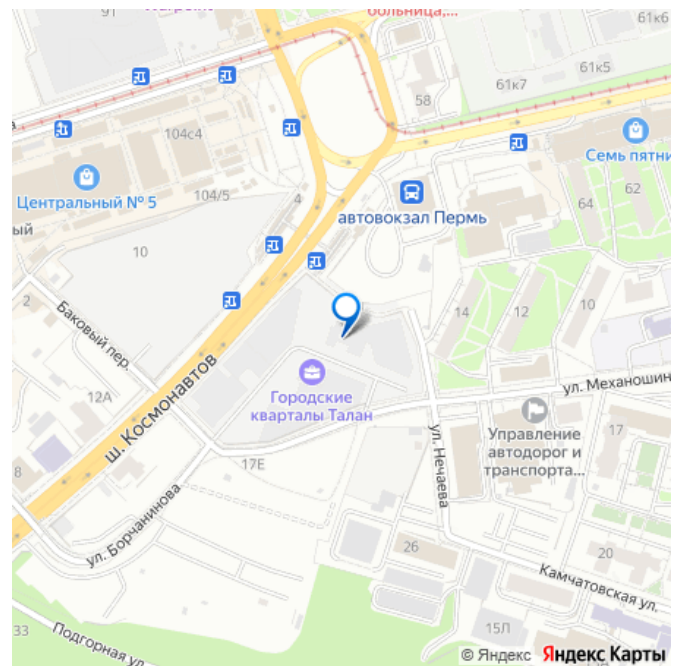 91
больница,...
61к6
61к5
61к7
58
104с4
Семь пятни
Центральный № 5
104/5
4
62
64
автовокзал Пермь
ый
10
2
Баковый пер.
14
12
10
12А
ш. Космонавтов
Городские
кварталы Талан
ул. Механошин
Управление
автодорог и
транспорта...
17
ул. Нечаева
17Е
8
ул. Борчанинова
26
20
Камчатовская ул.
33
Подгорная ул.
15Л
© Яндекс Яндекс Карты